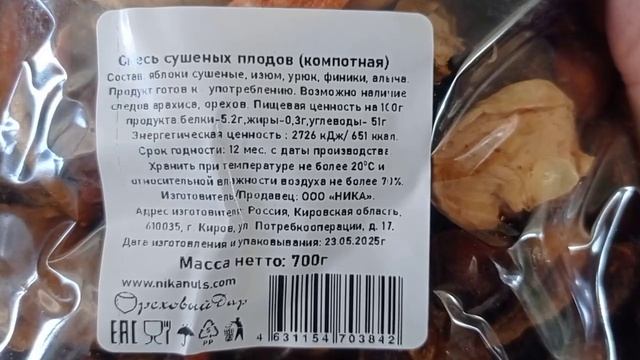 Смесь сушеных плодов (компотная)
Состав: яблоки сушеные, изюм, урюк, финики, алыча.
Продукт готов к употреблению. Возможно наличие
следов арахиса, орехов. Пищевая ценность на 100г
продукта белки-5.2г,жиры-0,3г,углеводы- 51г
Энергетическая ценность : 2726 кДж/ 651 ккал.
Срок годности: 12 мес. с даты производства
Хранить при температуре не более 20°С и
относительной влажности воздуха не более 70%.
Изготовитель/Продавец: ООО «НИКА».
Адрес изготовителя: Россия, Кировская область,
610035, г. Киров, ул. Потребкооперации, д. 17.
Дата изготовления и упаковывания: 23.05.2025г
Масса нетто: 700г
www.nikanuls.com
Ореховый Дар
EAC
PP
4 631154 703842